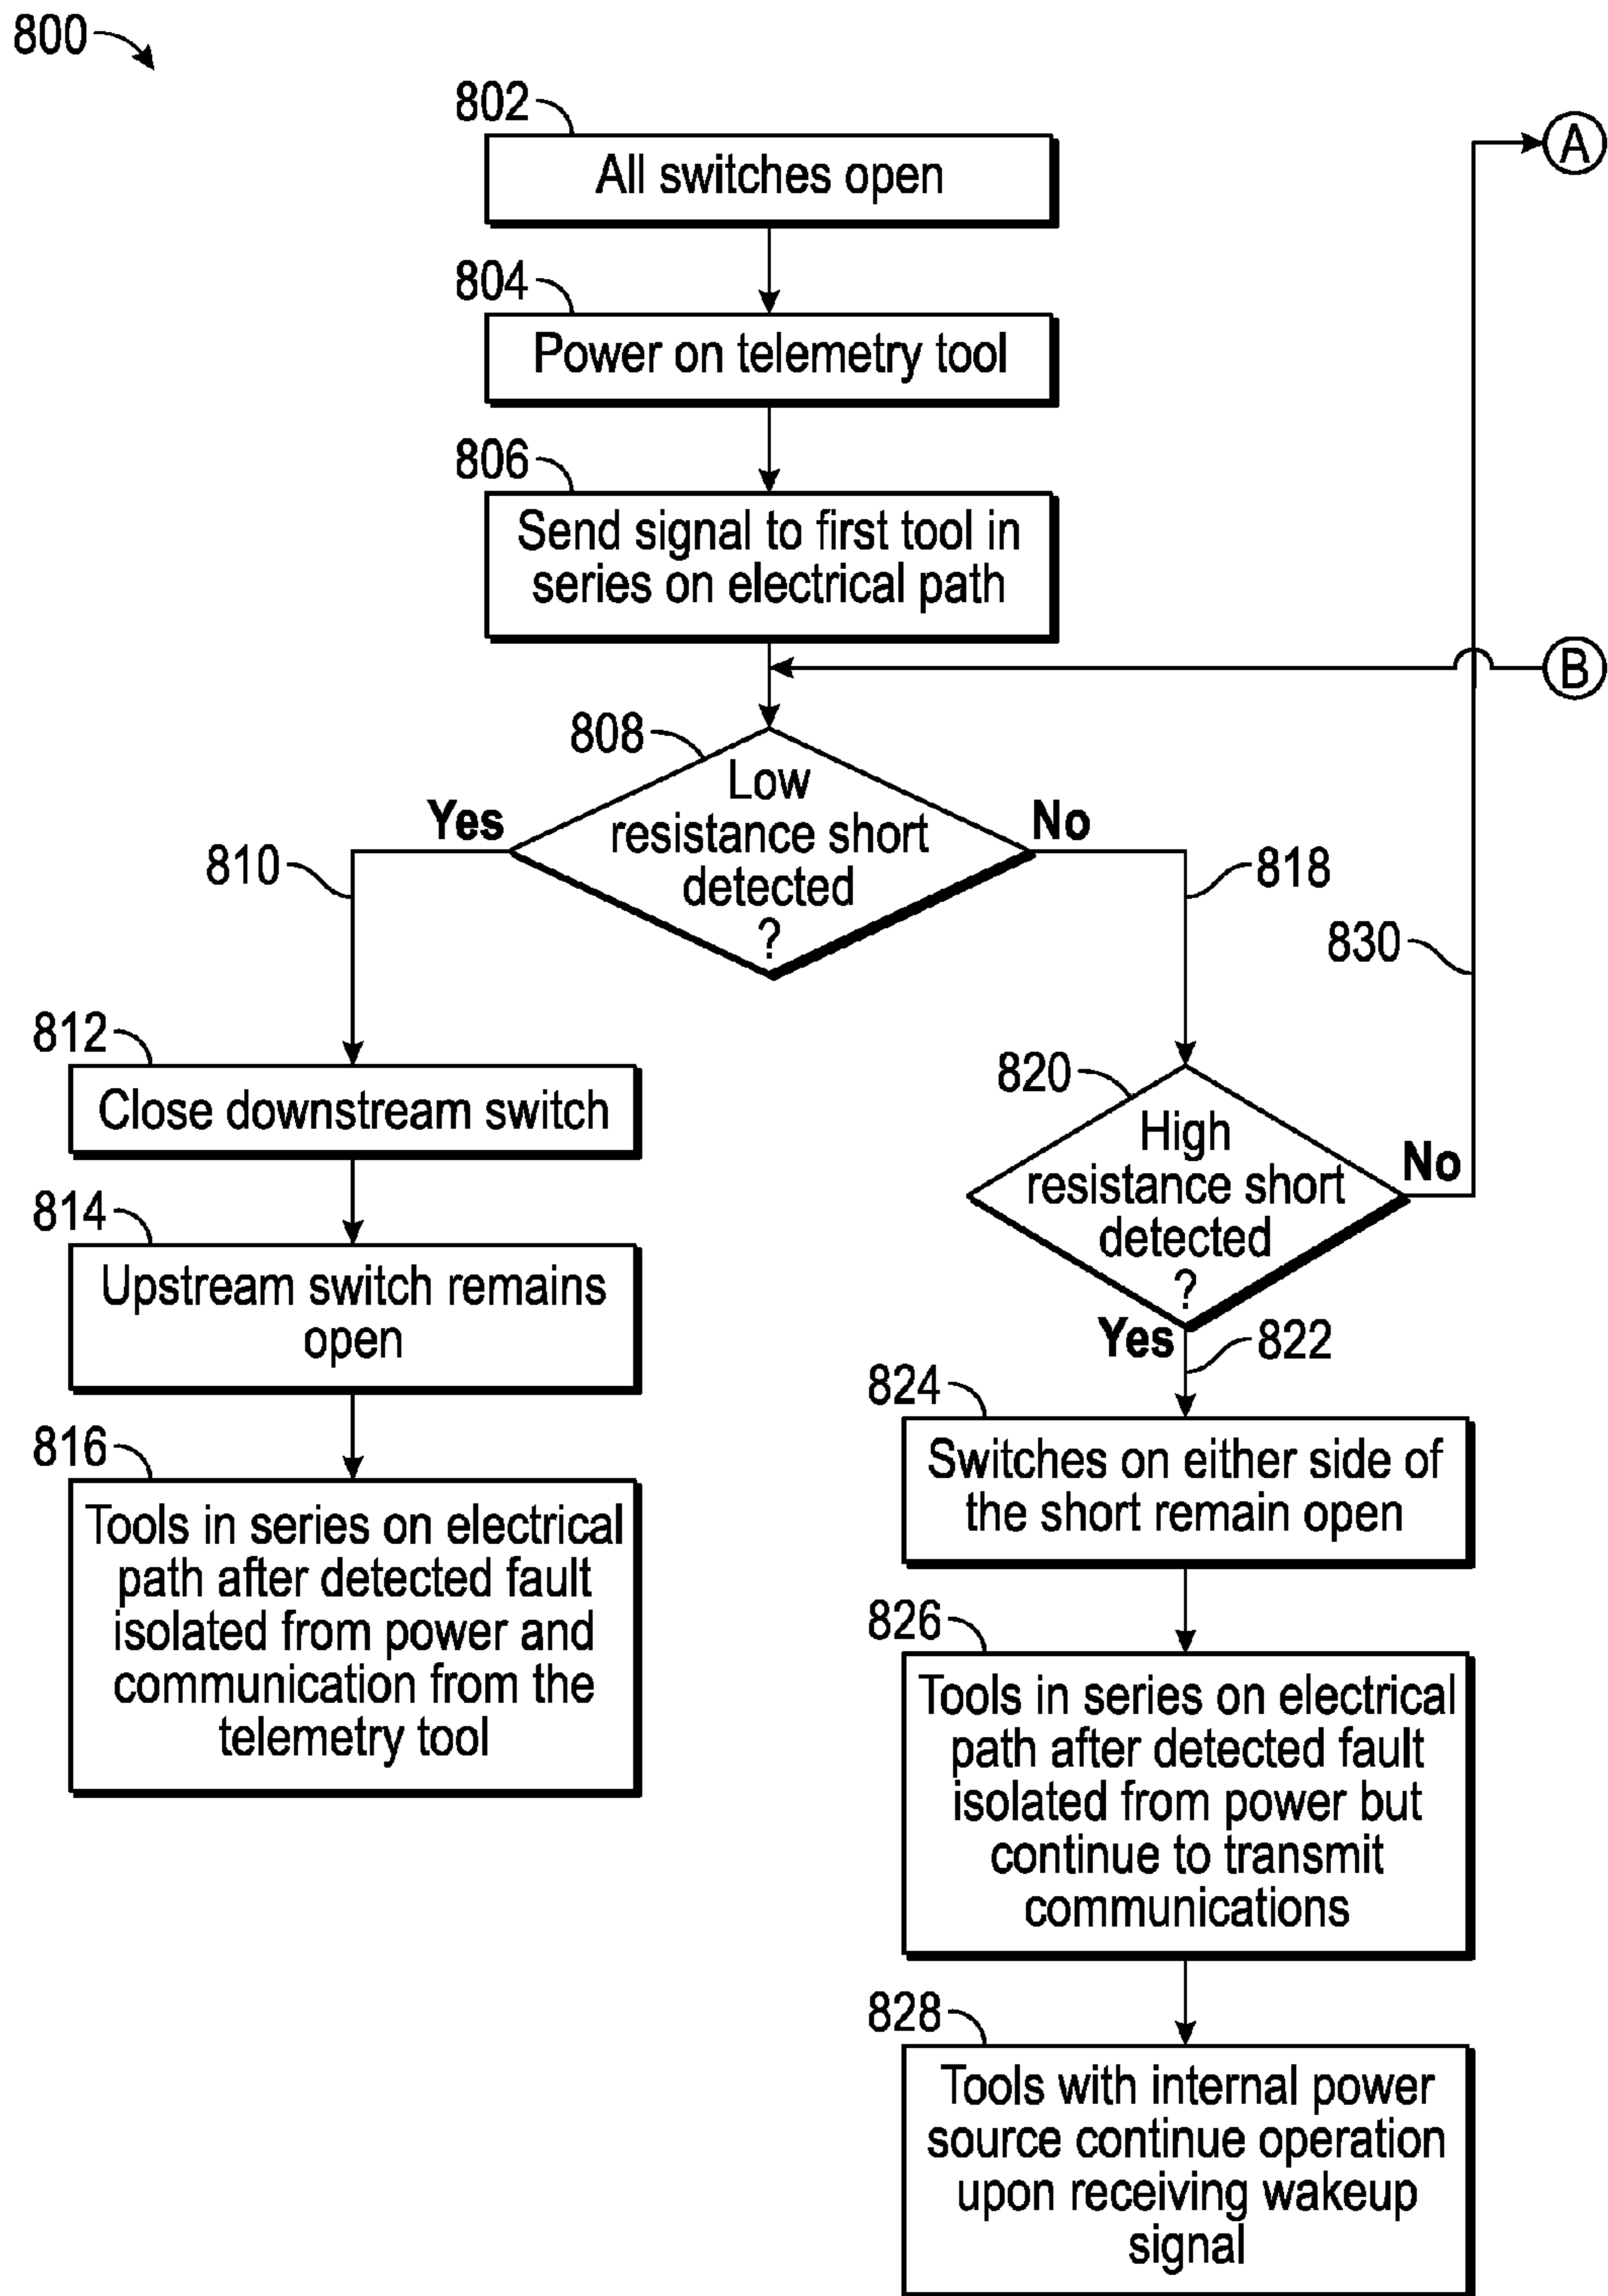 800
802
All switches open
A
804
Power on telemetry tool
806
Send signal to first tool in
series on electrical path
B
808
Low
resistance short
detected
?
Yes
No
810
818
830
812
Close downstream switch
820
High
resistance short
detected
?
No
Yes
822
814
Upstream switch remains
open
824
Switches on either side of
the short remain open
816
Tools in series on electrical
path after detected fault
isolated from power and
communication from the
telemetry tool
826
Tools in series on electrical
path after detected fault
isolated from power but
continue to transmit
communications
828
Tools with internal power
source continue operation
upon receiving wakeup
signal